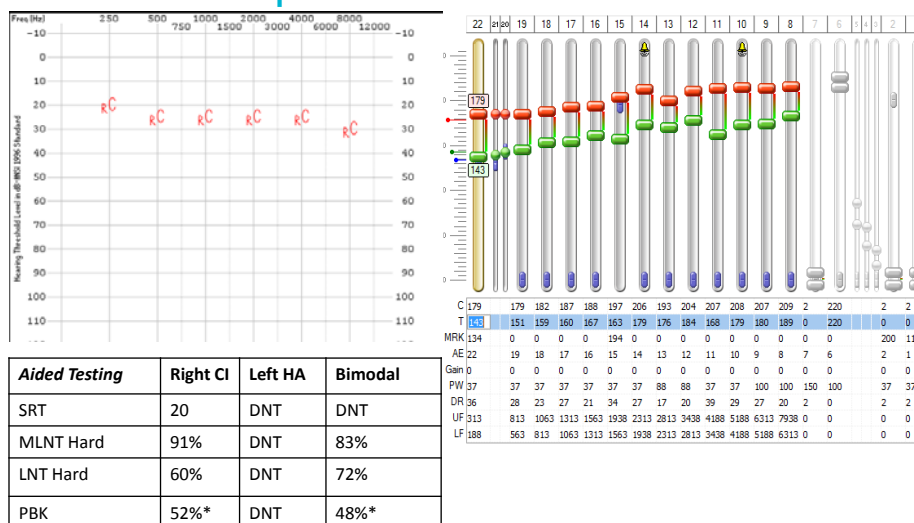 Freq (Hz) 250 500 1000 2000 4000 8000
1500 3000 6000 12000
-10 -10
0 0
10 10
20 20
30 30
40 40
50 50
60 60
70 70
80 80
90 90
100 100
110 110
Hearing Threshold Level in dB-ANSI 1996 Standard
RC RC RC RC RC RC
Aided Testing Right CI Left HA Bimodal
SRT 20 DNT DNT
MLNT Hard 91% DNT 83%
LNT Hard 60% DNT 72%
PBK 52%* DNT 48%*
22 21 20 19 18 17 16 15 14 13 12 11 10 9 8 7 6 5 4 3 2
179
143
C 179 179 182 187 188 197 206 193 204 207 208 207 209 2 220 2 2
T 143 151 159 160 167 163 179 176 184 168 179 180 189 0 220 0 0
MRK 134 0 0 0 0 194 0 0 0 0 0 0 0 0 0 200 11
AE 22 19 18 17 16 15 14 13 12 11 10 9 8 7 6 2 1
Gain 0 0 0 0 0 0 0 0 0 0 0 0 0 0 0 0 0
PW 37 37 37 37 37 37 37 88 88 37 37 100 100 150 100 37 37
DR 36 28 23 27 21 34 27 17 20 39 29 27 20 2 0 2 2
UF 313 813 1063 1313 1563 1938 2313 2813 3438 4188 5188 6313 7938 0 0 0 0
LF 188 563 813 1063 1313 1563 1938 2313 2813 3438 4188 5188 6313 0 0 0 0